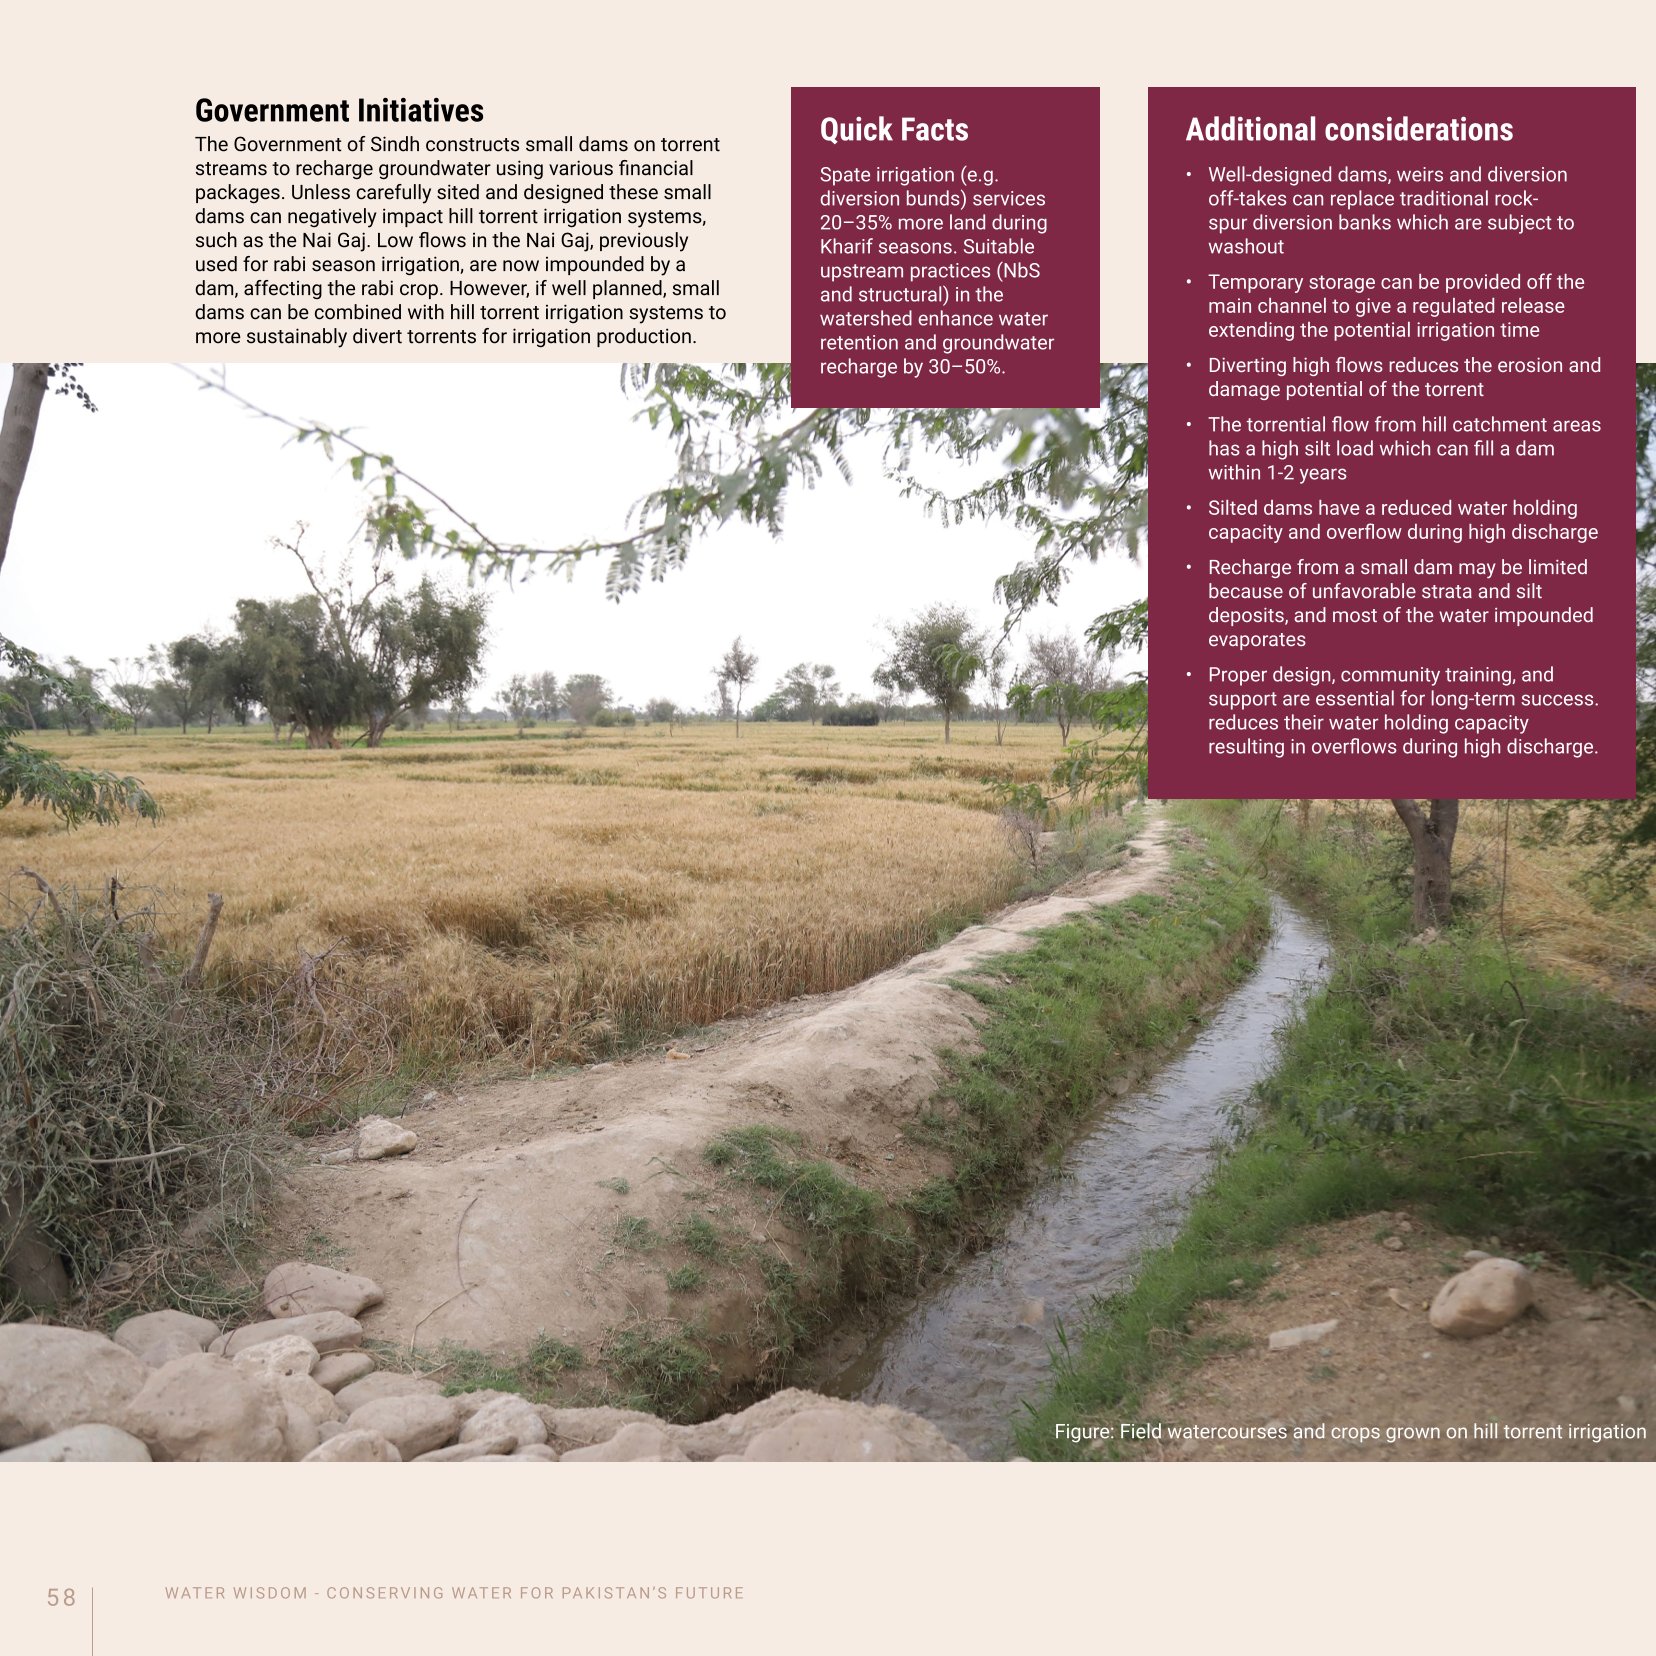 Government Initiatives
The Government of Sindh constructs small dams on torrent
streams to recharge groundwater using various financial
packages. Unless carefully sited and designed these small
dams can negatively impact hill torrent irrigation systems,
such as the Nai Gaj. Low flows in the Nai Gaj, previously
used for rabi season irrigation, are now impounded by a
dam, affecting the rabi crop. However, if well planned, small
dams can be combined with hill torrent irrigation systems to
more sustainably divert torrents for irrigation production.
Quick Facts
Spate irrigation (e.g.
diversion bunds) services
20–35% more land during
Kharif seasons. Suitable
upstream practices (NbS
and structural) in the
watershed enhance water
retention and groundwater
recharge by 30–50%.
Additional considerations
• Well-designed dams, weirs and diversion
off-takes can replace traditional rock-
spur diversion banks which are subject to
washout
• Temporary storage can be provided off the
main channel to give a regulated release
extending the potential irrigation time
• Diverting high flows reduces the erosion and
damage potential of the torrent
• The torrential flow from hill catchment areas
has a high silt load which can fill a dam
within 1-2 years
• Silted dams have a reduced water holding
capacity and overflow during high discharge
• Recharge from a small dam may be limited
because of unfavorable strata and silt
deposits, and most of the water impounded
evaporates
• Proper design, community training, and
support are essential for long-term success.
reduces their water holding capacity
resulting in overflows during high discharge.
Figure: Field watercourses and crops grown on hill torrent irrigation
58
WATER WISDOM - CONSERVING WATER FOR PAKISTAN'S FUTURE